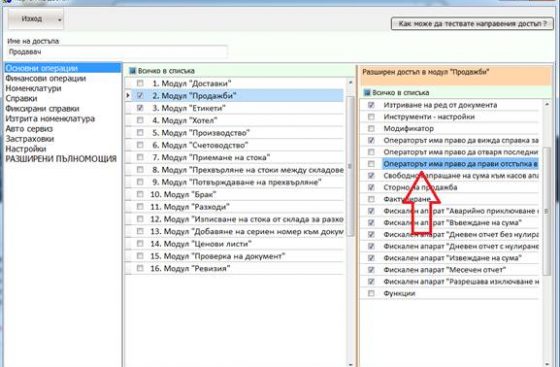 Изход
Как може да тествате направения достъп ?
Име на достъпа
Продавач
Основни операции
Финансови операции
Номенклатури
Справки
Фиксирани справки
Изтрита номенклатура
Авто сервиз
Застраховки
Настройки
РАЗШИРЕНИ ПЪЛНОМОЩИЯ
Всичко в списъка
1. Модул "Доставки"
2. Модул "Продажби"
3. Модул "Етикети"
4. Модул "Хотел"
5. Модул "Производство"
6. Модул "Счетоводство"
7. Модул "Приемане на стока"
8. Модул "Прехвърляне на стоки между складове
9. Модул "Потвърждаване на прехвърляне"
10. Модул "Брак"
11. Модул "Разходи"
12. Модул "Изписване на стока от склада за разхо
13. Модул "Добавяне на сериен номер към докум
14. Модул "Ценови листи"
15. Модул "Проверка на документ"
16. Модул "Ревизия"
Разширен достъп в модул "Продажби"
Всичко в списъка
Изтриване на ред от документа
Инструменти - настройки
Модификатор
Операторът има право да вижда справка за
Операторът има право да отваря последни
Операторът има право да прави отстъпка в
Свободно
на сума към касов апа
Сторно
продажба
Фактуриране
Фискален апарат "Аварийно приключване
Фискален апарат "Въвеждане на сума"
Фискален апарат "Дневен отчет без нулира
Фискален апарат "Дневен отчет с нулиране
Фискален апарат "Извеждане на сума"
Фискален апарат "Месечен отчет"
Фискален апарат "Разрешава изключване н
Функции